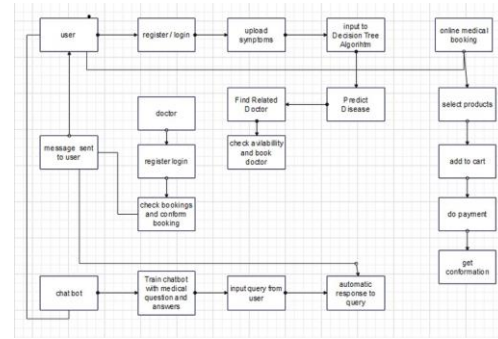 user
register / login
upload
symptoms
input to
Decision Tree
Algorihtm
online medical
booking
doctor
Find Related
Doctor
Predict
Disease
select products
message sent
to user
register login
check avilability
and book
doctor
add to cart
check bookings
and conform
booking
do payment
chat bot
Train chatbot
with medical
question and
answers
input query from
user
automatic
response to
query
get
conformation